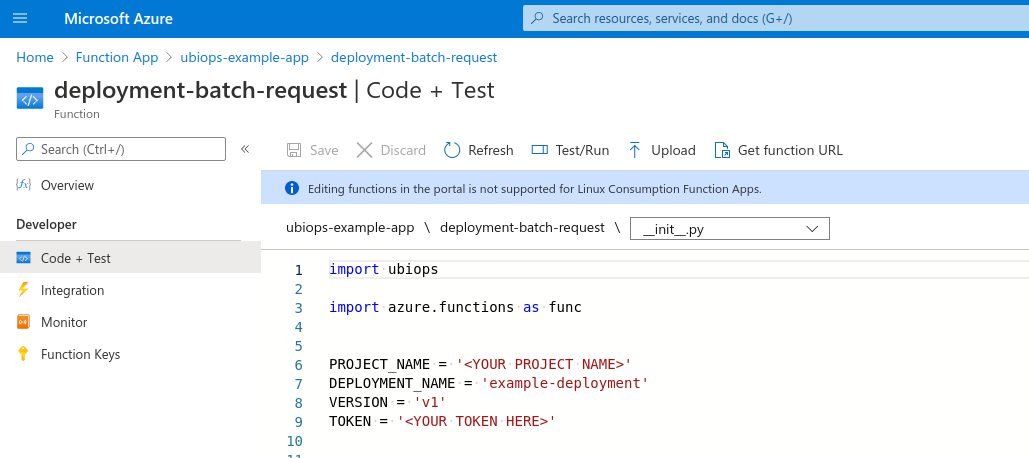 Microsoft Azure
Search resources, services, and docs (G+/)
Home > Function App > ubiops-example-app > deployment-batch-request
deployment-batch-request | Code + Test
Function
Search (Ctrl+/)
«
Save
Discard
Refresh
Test/Run
Upload
Get function URL
Overview
Developer
Code + Test
Integration
Monitor
Function Keys
Editing functions in the portal is not supported for Linux Consumption Function Apps.
ubiops-example-app \ deployment-batch-request \ __init__.py
1 import ubiops
2
3 import azure.functions as func
4
5
6 PROJECT_NAME = '<YOUR PROJECT NAME>'
7 DEPLOYMENT_NAME = 'example-deployment'
8 VERSION = 'v1'
9 TOKEN = '<YOUR TOKEN HERE>'
10